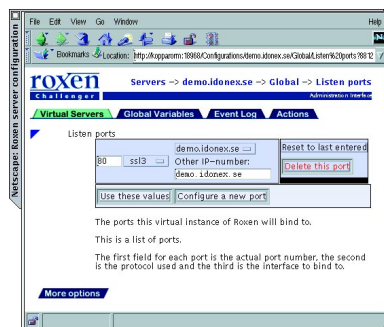 Netscape: Roxen server configuration
File Edit View Go Window Help
Bookmarks Location: http://kopparorm:18968/Configurations/demo.idonex.se/Global/Listen%20ports?8812
roxen
Challenger
Servers -> demo.idonex.se -> Global -> Listen ports
Administration Interface
Virtual Servers Global Variables Event Log Actions
Listen ports
80 ssl3 demo.idonex.se Reset to last entered
Other IP-number: Delete this port
demo.idonex.se
Use these values Configure a new port
The ports this virtual instance of Roxen will bind to.
This is a list of ports.
The first field for each port is the actual port number, the second
is the protocol used and the third is the interface to bind to.
More options